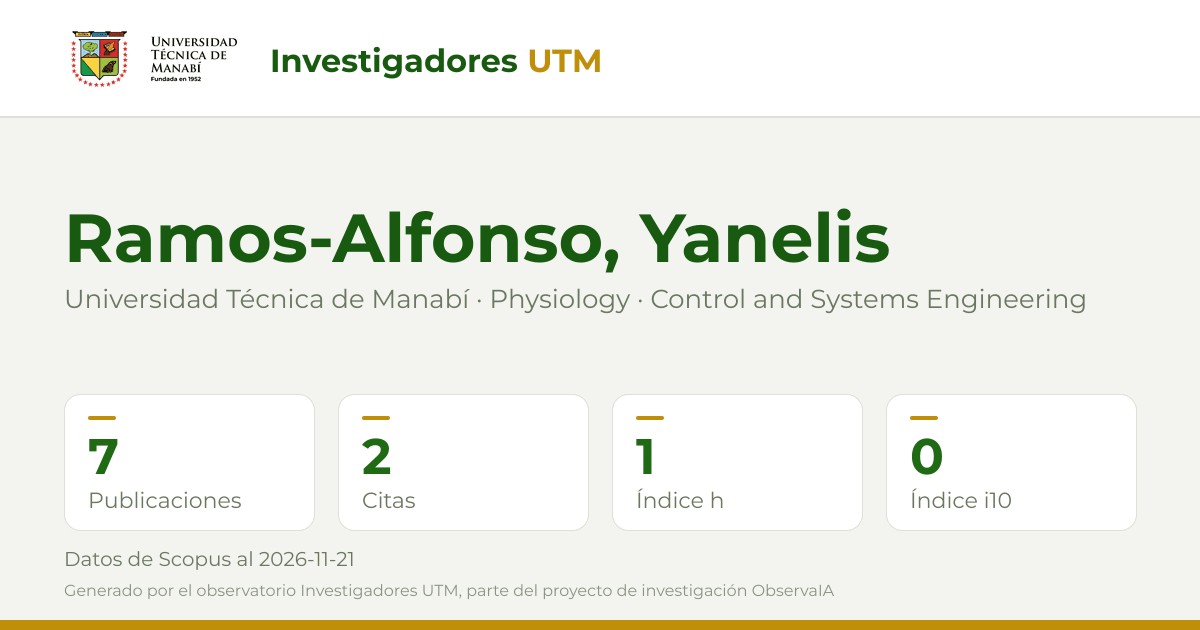 UNIVERSIDAD
TÉCNICA DE
MANABÍ
Fundada en 1952
Investigadores UTM
Ramos-Alfonso, Yanelis
Universidad Técnica de Manabí · Physiology · Control and Systems Engineering
7
Publicaciones
2
Citas
1
Índice h
0
Índice i10
Datos de Scopus al 2026-11-21
Generado por el observatorio Investigadores UTM, parte del proyecto de investigación ObservaIA